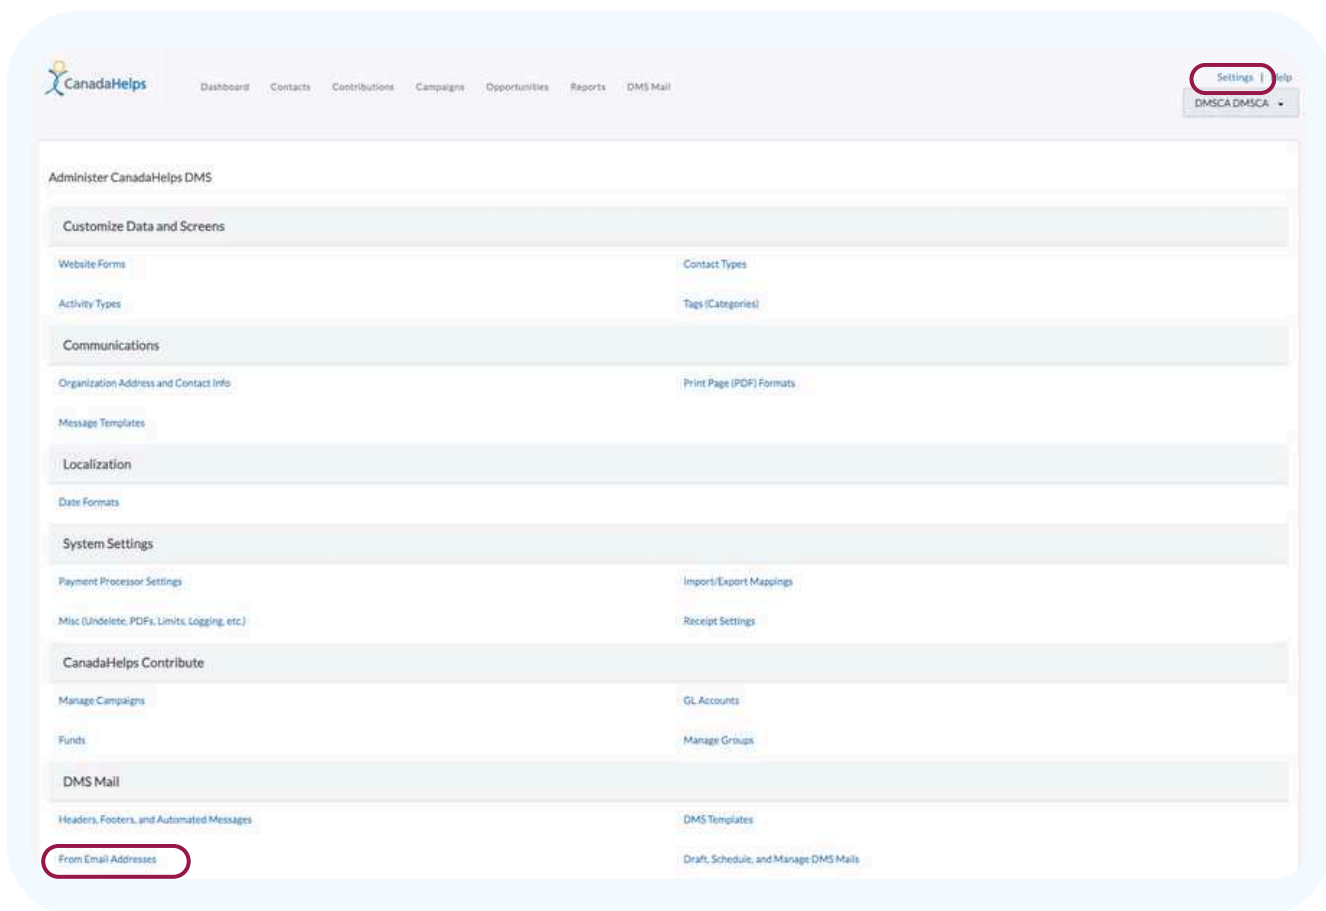 CanadaHelps
Dashboard Contacts Contributions Campaigns Opportunities Reports DMS Mail
Settings | Help
DMSCA DMSCA
Administer CanadaHelps DMS
Customize Data and Screens
Website Forms
Contact Types
Activity Types
Tags (Categories)
Communications
Organization Address and Contact Info
Print Page (PDF) Formats
Message Templates
Localization
Date Formats
System Settings
Payment Processor Settings
Import/Export Mappings
Misc (Undelete, PDFs, Limits, Logging, etc.)
Receipt Settings
CanadaHelps Contribute
Manage Campaigns
GL Accounts
Funds
Manage Groups
DMS Mail
Headers, Footers, and Automated Messages
DMS Templates
From Email Addresses
Draft, Schedule, and Manage DMS Mails